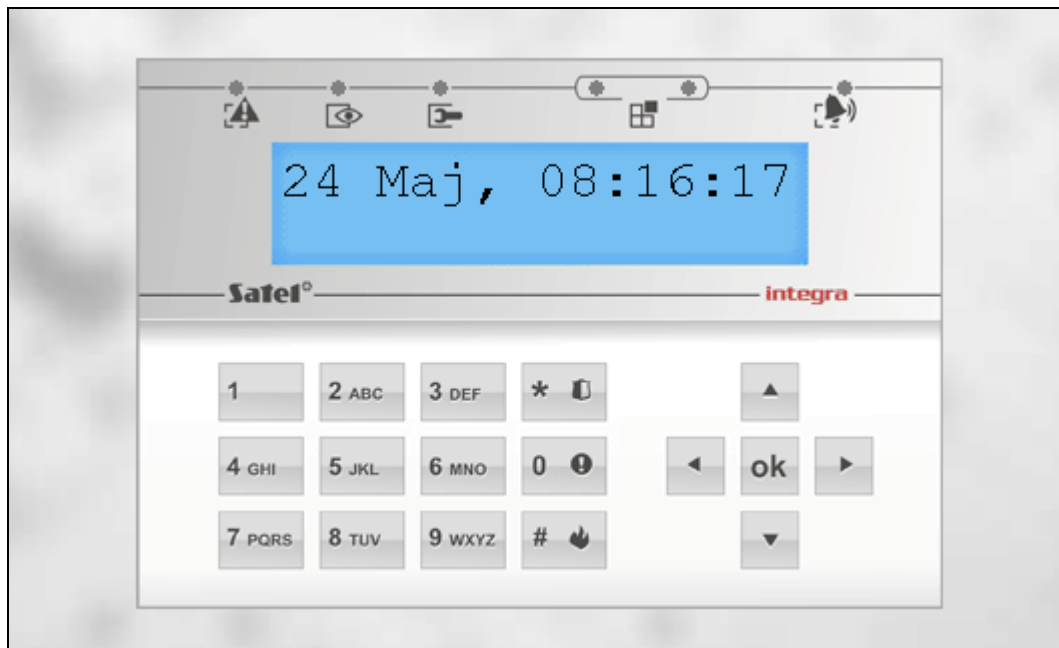 24 Maj, 08:16:17
Satel
integra
1
2 ABC
3 DEF
*
4 GHI
5 JKL
6 MNO
0
ok
7 PQRS
8 TUV
9 WXYZ
#